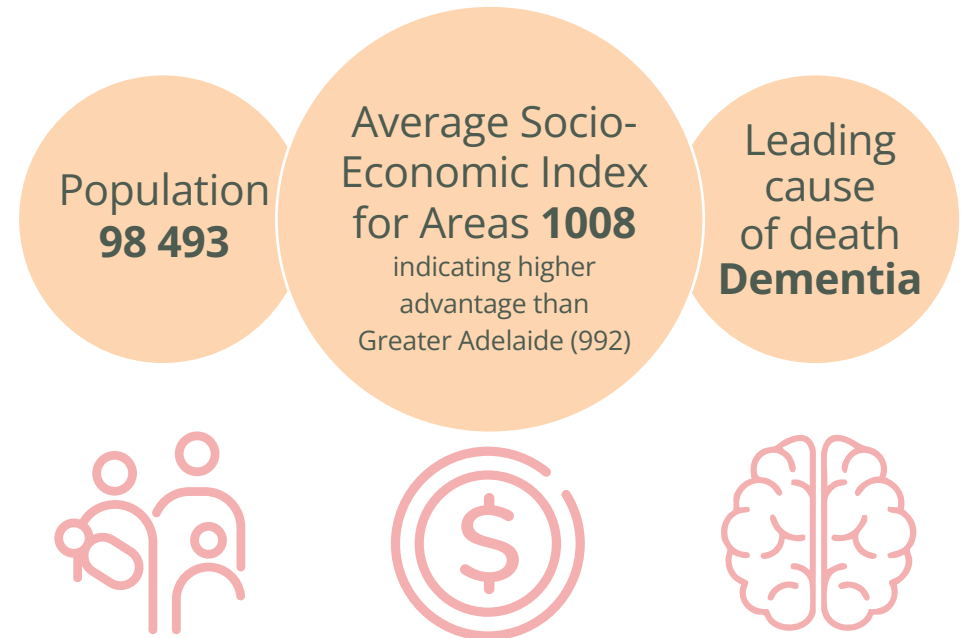 Population
98 493
Average Socio-
Economic Index
for Areas 1008
indicating higher
advantage than
Greater Adelaide (992)
Leading
cause
of death
Dementia
$